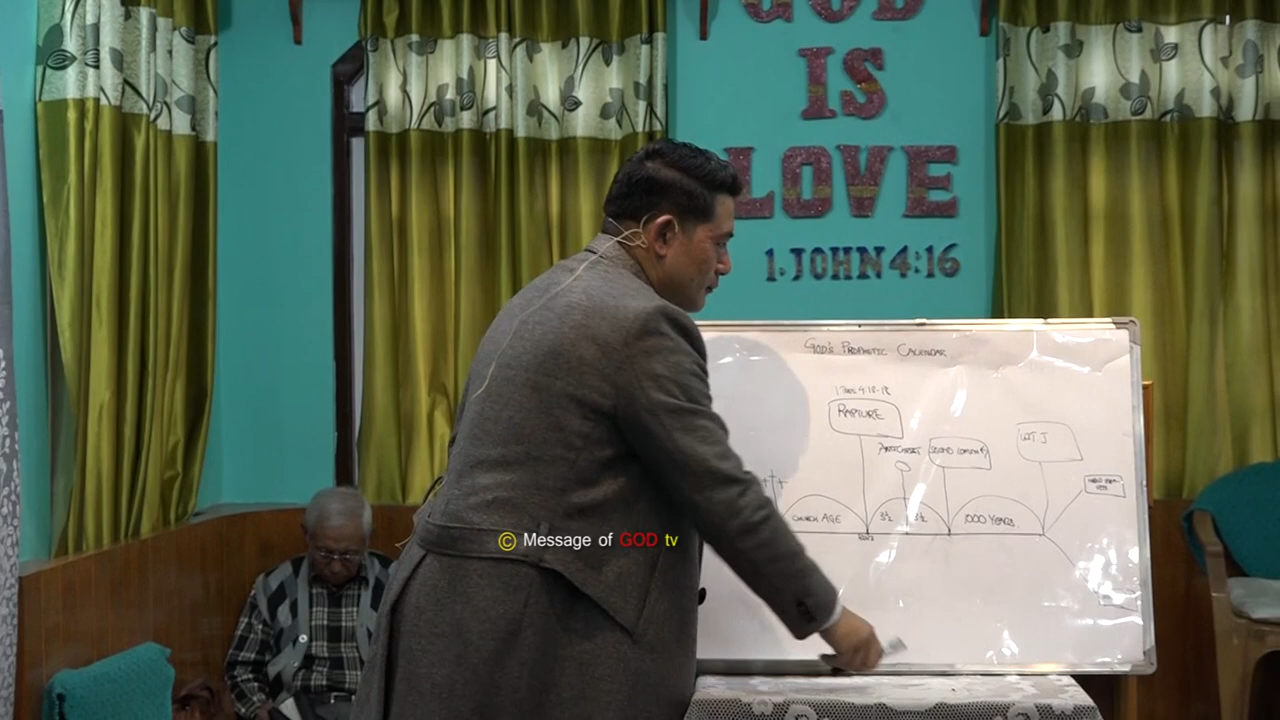 GOD
IS
LOVE
1.JOHN 4:16
GOD'S PROPHETIC CALENDAR
RAPTURE
ANTICHRIST
SECOND COMING
W.T.J
CHURCH AGE
3½
3½
1000 YEARS
© Message of GOD tv